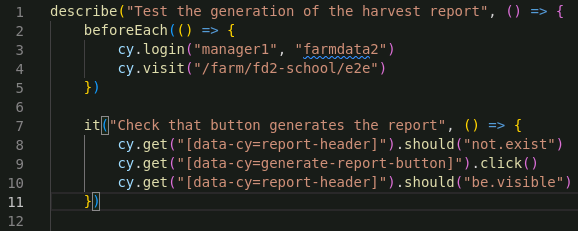 1 describe("Test the generation of the harvest report", () => {
2     beforeEach(() => {
3         cy.login("manager1", "farmdata2")
4         cy.visit("/farm/fd2-school/e2e")
5     })
6
7     it("Check that button generates the report", () => {
8         cy.get("[data-cy=report-header]").should("not.exist")
9         cy.get("[data-cy=generate-report-button]").click()
10         cy.get("[data-cy=report-header]").should("be.visible")
11     })
12